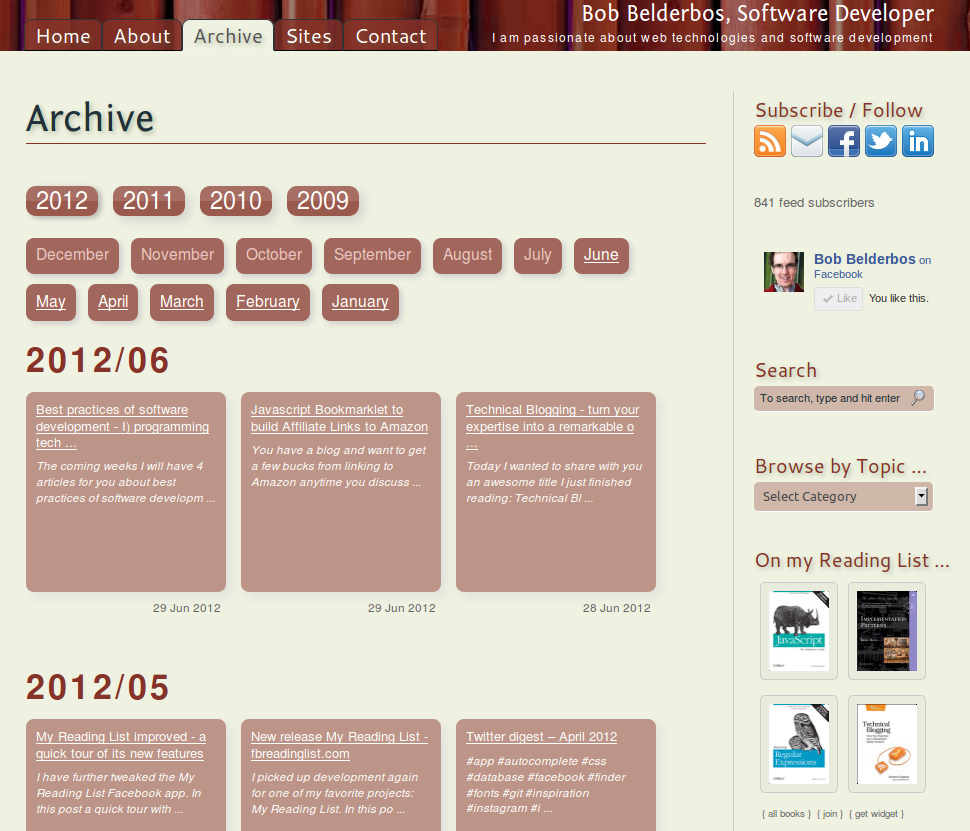 Bob Belderbos, Software Developer
Home About Archive Sites Contact
I am passionate about web technologies and software development
Archive
2012 2011 2010 2009
December November October September August July June
May April March February January
2012/06
Best practices of software
development - I) programming
tech ...
The coming weeks I will have 4
articles for you about best
practices of software developm ...
29 Jun 2012
Javascript Bookmarklet to
build Affiliate Links to Amazon
You have a blog and want to get
a few bucks from linking to
Amazon anytime you discuss ...
29 Jun 2012
Technical Blogging - turn your
expertise into a remarkable o
...
Today I wanted to share with you
an awesome title I just finished
reading: Technical Bl ...
28 Jun 2012
2012/05
My Reading List improved - a
quick tour of its new features
I have further tweaked the My
Reading List Facebook app. In
this post a quick tour with ...
New release My Reading List -
fbreadinglist.com
I picked up development again
for one of my favorite projects:
My Reading List. In this po ...
Twitter digest – April 2012
#app #autocomplete #css
#database #facebook #finder
#fonts #git #inspiration
#instagram #i ...
Subscribe / Follow
841 feed subscribers
Bob Belderbos on
Facebook
Like You like this.
Search
To search, type and hit enter
Browse by Topic ...
Select Category
On my Reading List ...
JavaScript
Implementation
Patterns
Regular
Expressions
Technical
Blogging
{ all books } { join } { get widget }